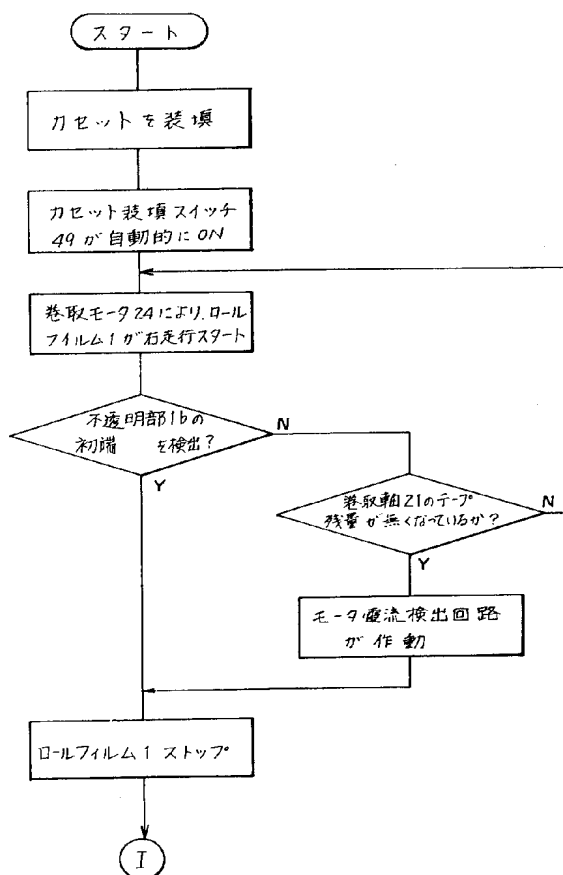 スタート
カセットを装填
カセット装填スイッチ
49が自動的にON
巻取モータ24により、ロール
フイルム1が右走行スタート
不透明部1bの
初端 を検出?
N
Y
巻取軸21のテープ
残量が無くなっているか?
N
Y
モータ電流検出回路
が作動
ロールフィルム1ストップ
I